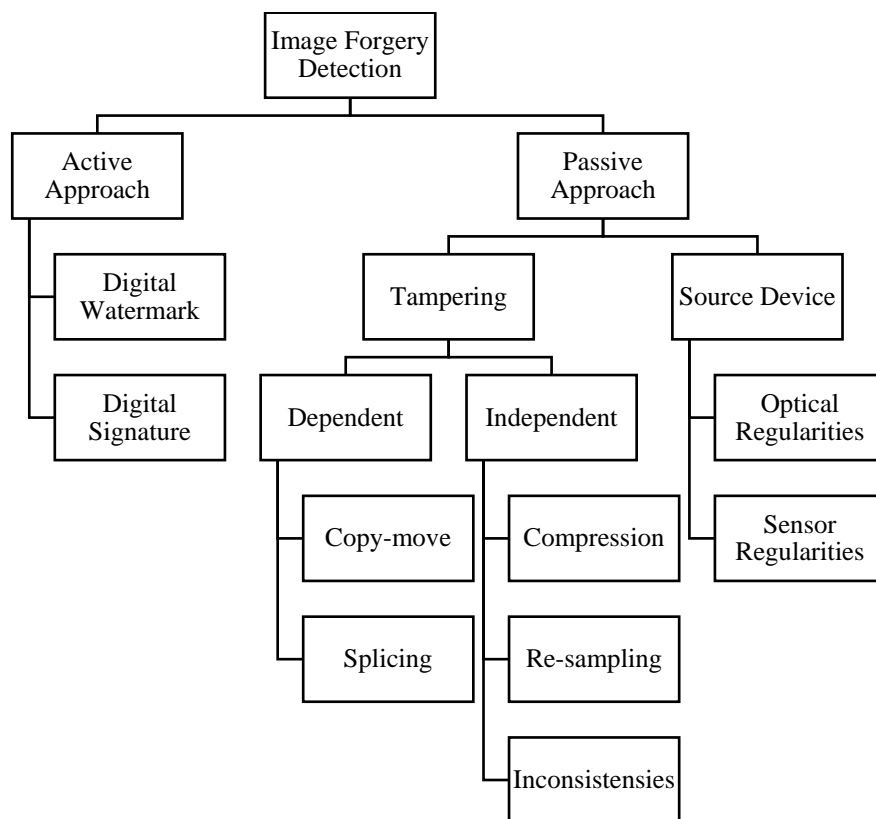 Image Forgery
Detection
Active
Approach
Passive
Approach
Digital
Watermark
Tampering
Source Device
Digital
Signature
Dependent
Independent
Optical
Regularities
Copy-move
Compression
Sensor
Regularities
Splicing
Re-sampling
Inconsistensies